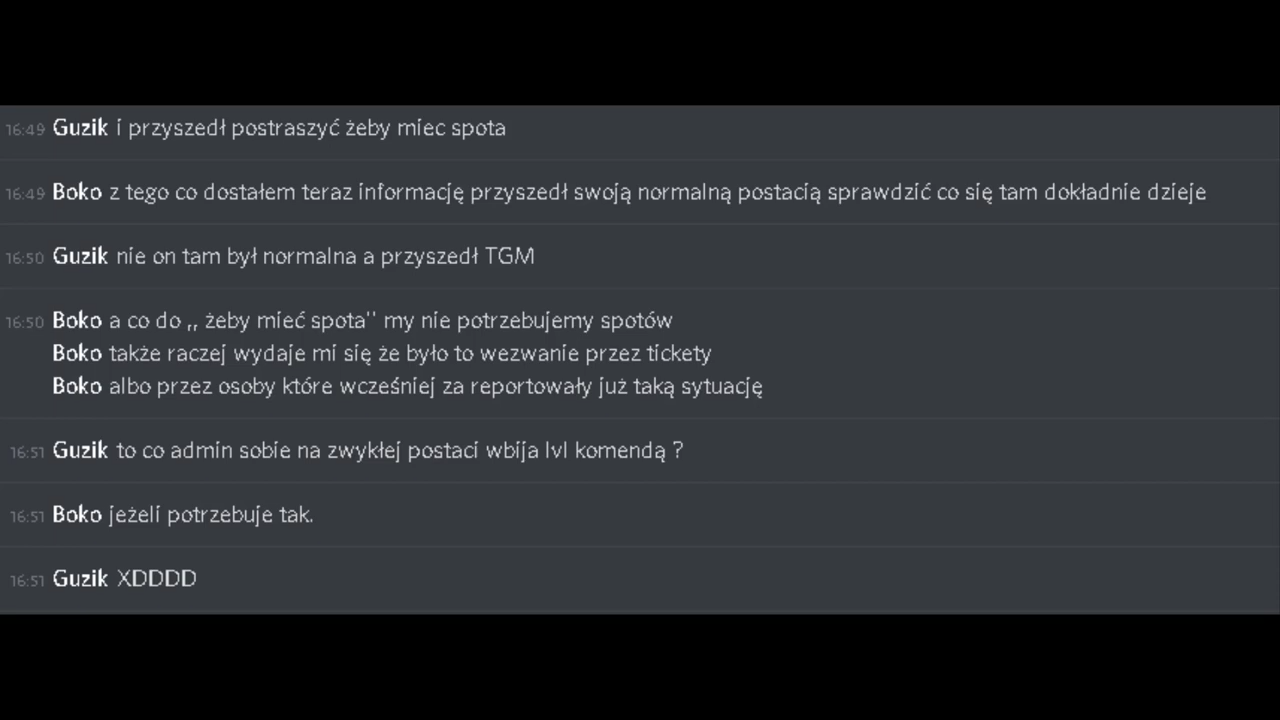 16:49 Guzik i przyszedł postraszyć żeby miec spota
16:49 Boko z tego co dostałem teraz informację przyszedł swoją normalną postacią sprawdzić co się tam dokładnie dzieje
16:50 Guzik nie on tam był normalna a przyszedł TGM
16:50 Boko a co do ,, żeby mieć spota'' my nie potrzebujemy spotów
Boko także raczej wydaje mi się że było to wezwanie przez tickety
Boko albo przez osoby które wcześniej za reportowały już taką sytuację
16:51 Guzik to co admin sobie na zwykłej postaci wbija lvl komendą ?
16:51 Boko jeżeli potrzebuje tak.
16:51 Guzik XDDDD